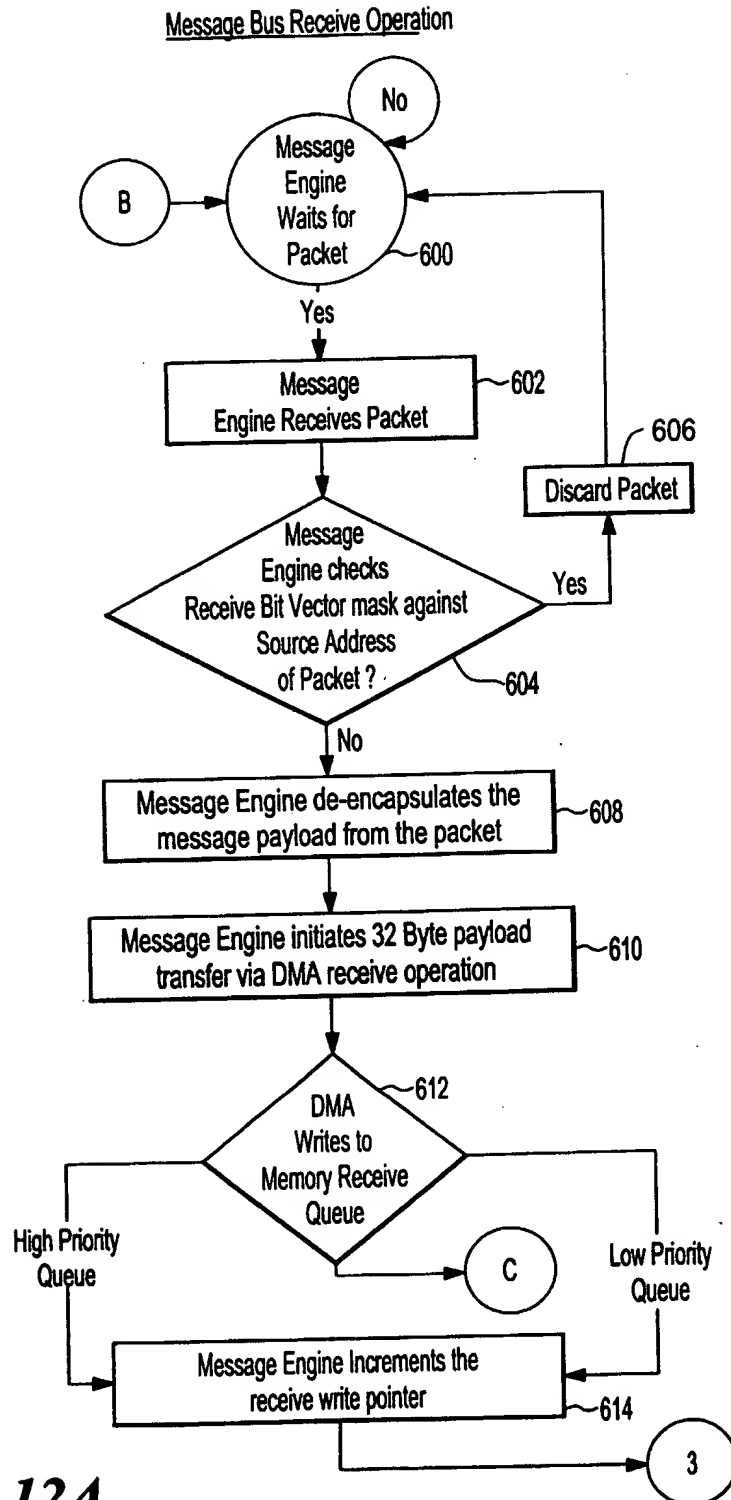 Message Bus Receive Operation
No
Message
Engine
Waits for
Packet
B
600
Yes
Message
Engine Receives Packet
602
606
Discard Packet
Message
Engine checks
Receive Bit Vector mask against
Source Address
of Packet ?
Yes
604
No
Message Engine de-encapsulates the
message payload from the packet
608
Message Engine initiates 32 Byte payload
transfer via DMA receive operation
610
612
DMA
Writes to
Memory Receive
Queue
High Priority
Queue
C
Low Priority
Queue
Message Engine Increments the
receive write pointer
614
3
12A